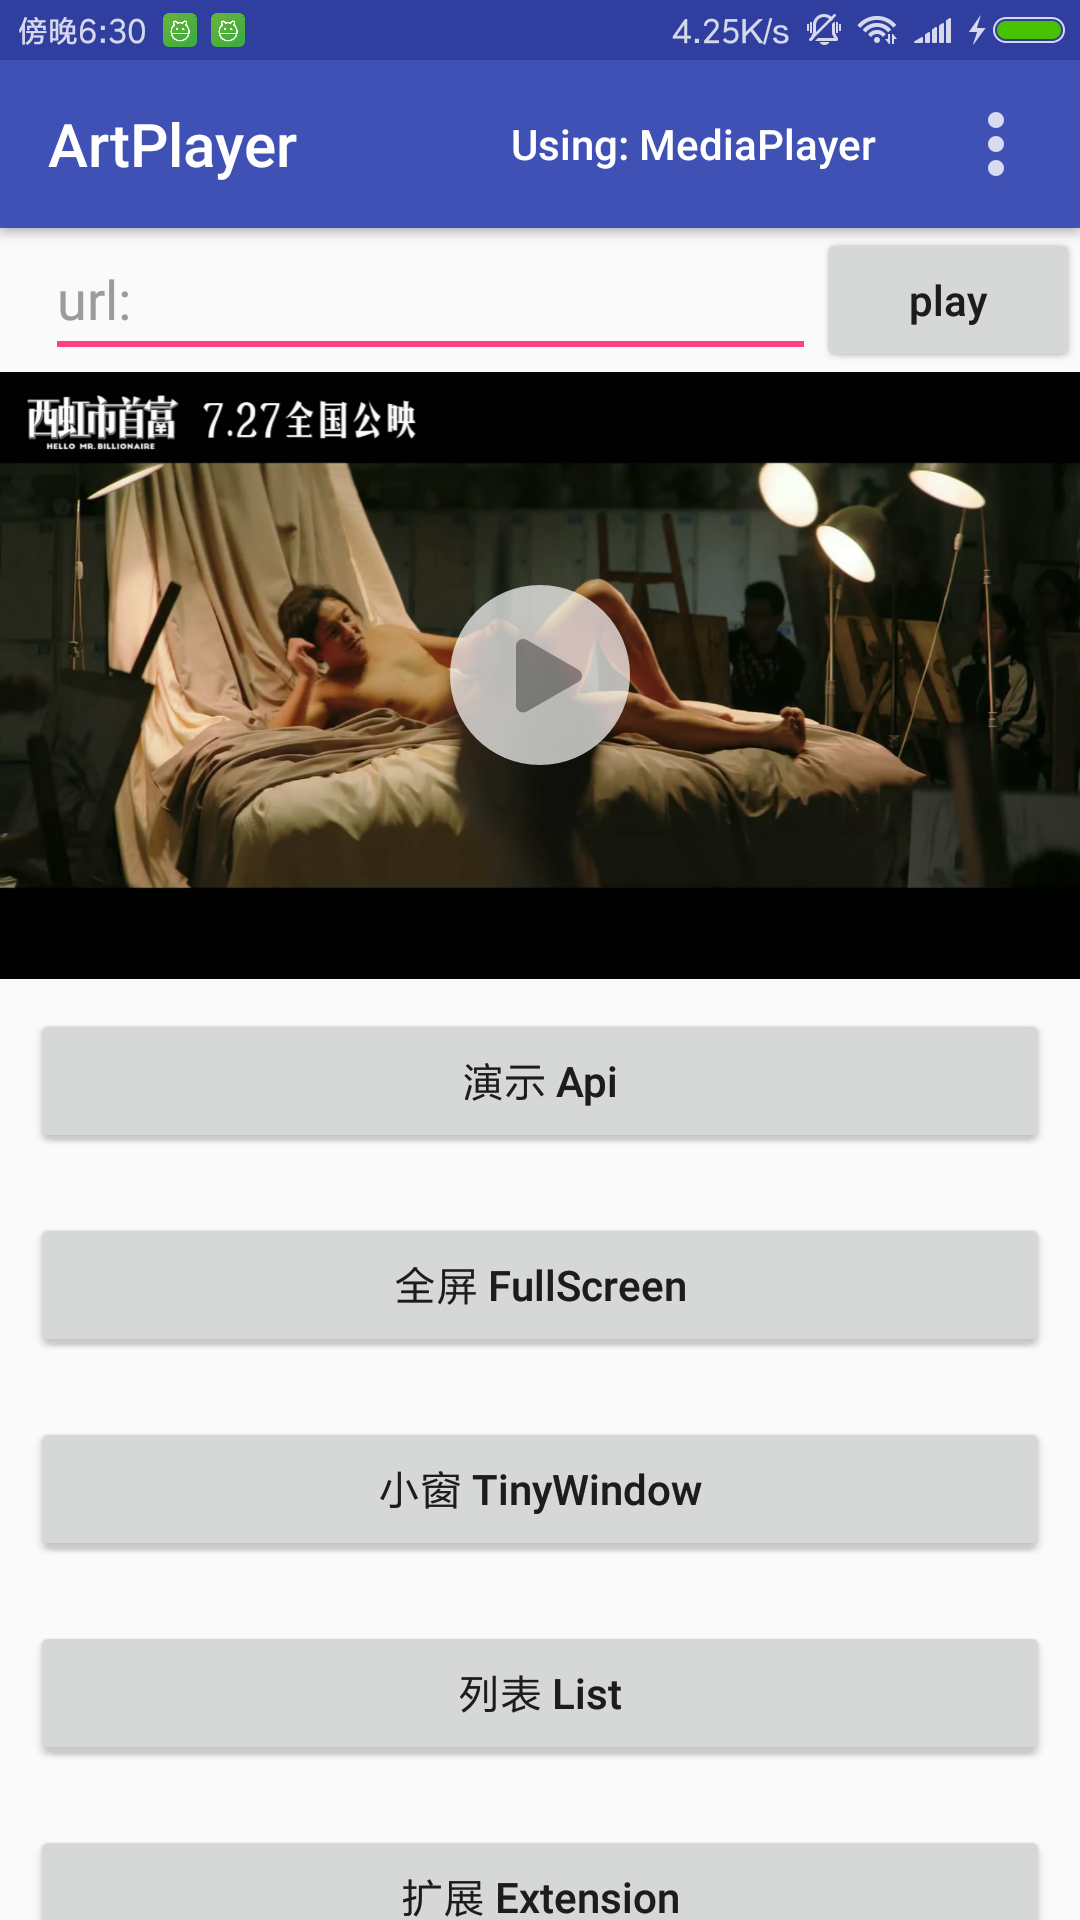 傍晚6:30
4.25K/s
ArtPlayer
Using: MediaPlayer
url:
play
西虹市首富 7.27全国公映
HELLO MR. BILLIONAIRE
演示 Api
全屏 FullScreen
小窗 TinyWindow
列表 List
扩展 Extension